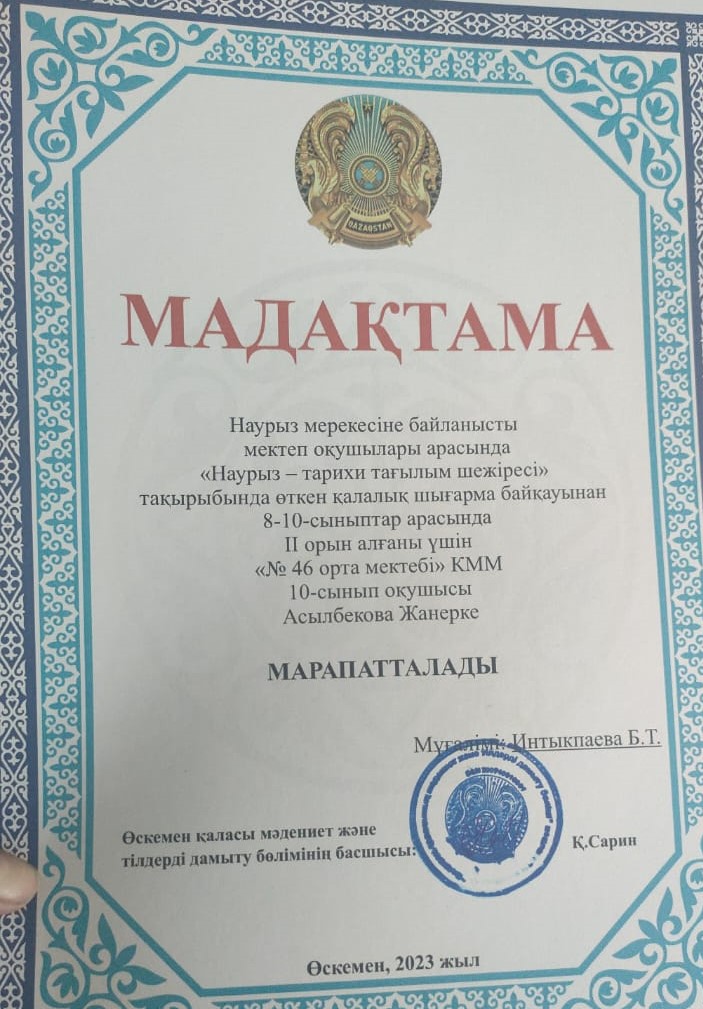 QAZAQSTAN
МАДАҚТАМА
Наурыз мерекесіне байланысты
мектеп оқушылары арасында
«Наурыз – тарихи тағылым шежіресі»
тақырыбында өткен қалалық шығарма байқауынан
8-10-сыныптар арасында
II орын алғаны үшін
«№ 46 орта мектебі» КММ
10-сынып оқушысы
Асылбекова Жанерке
МАРАПАТТАЛАДЫ
Мұғалімі: Интыкпаева Б.Т.
Өскемен қаласы мәдениет және
тілдерді дамыту бөлімінің басшысы:
Қ.Сарин
Өскемен, 2023 жыл